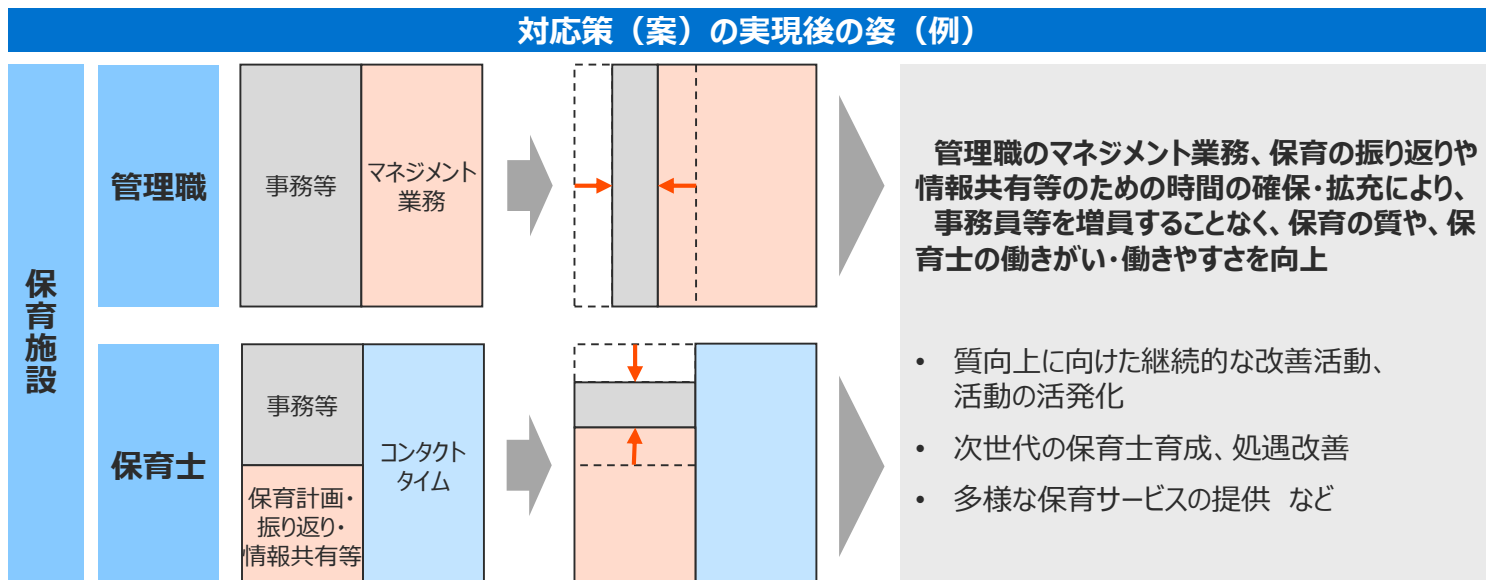 対応策（案）の実現後の姿（例）
保育施設
管理職
事務等
マネジメント
業務
管理職のマネジメント業務、保育の振り返りや
情報共有等のための時間の確保・拡充により、
事務員等を増員することなく、保育の質や、保
育士の働きがい・働きやすさを向上
保育士
事務等
保育計画・
振り返り・
情報共有等
コンタクト
タイム
• 質向上に向けた継続的な改善活動、
活動の活発化
• 次世代の保育士育成、処遇改善
• 多様な保育サービスの提供 など